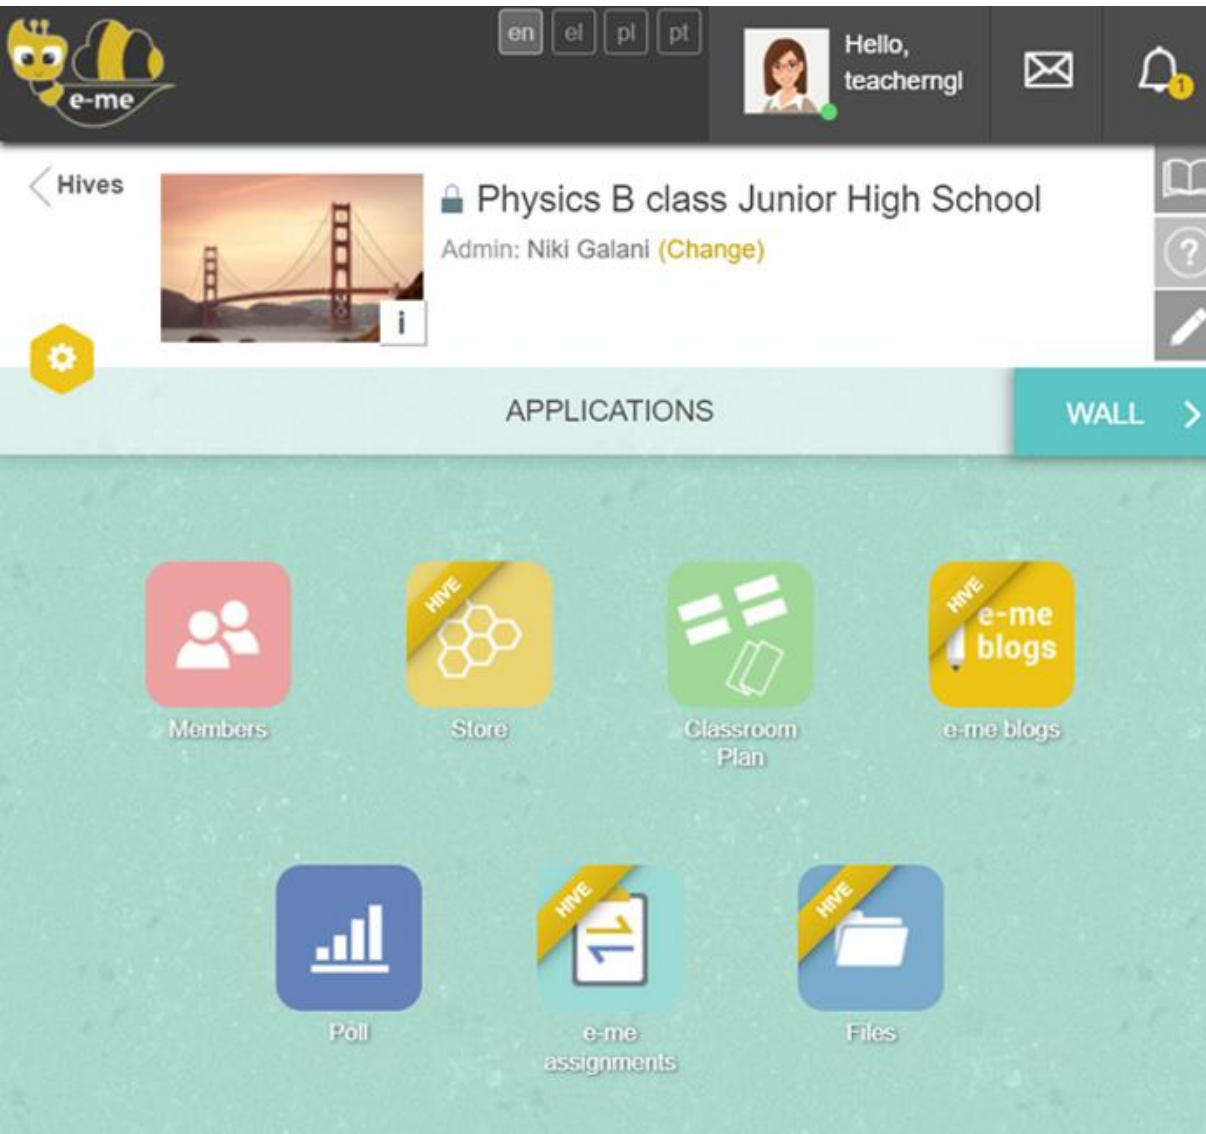 e-me
en el pl pt
Hello,
teacherngl
1
Hives
Physics B class Junior High School
Admin: Niki Galani (Change)
i
?
APPLICATIONS
WALL
HIVE
HIVE
e-me
blogs
Members
Store
Classroom
Plan
e-me blogs
HIVE
HIVE
Poll
e-me
assignments
Files